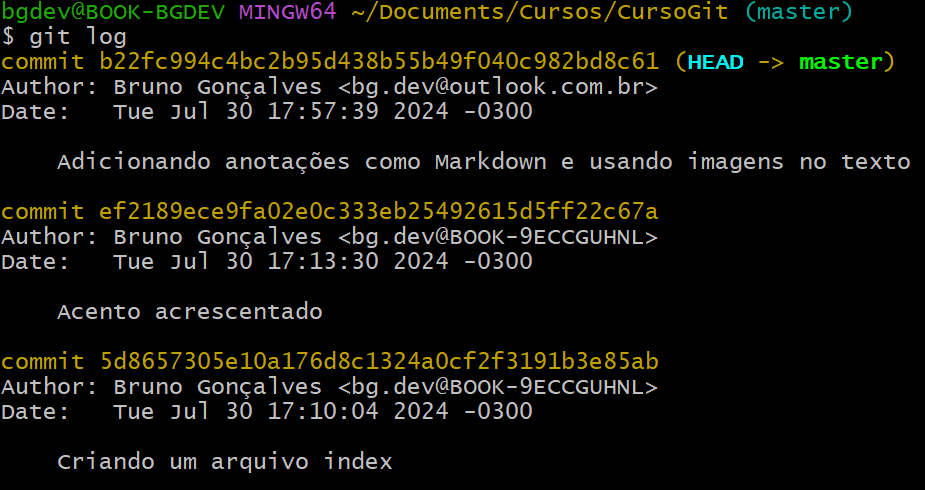 bgdev@BOOK-BGDEV MINGW64 ~/Documents/Cursos/CursoGit (master)
$ git log
commit b22fc994c4bc2b95d438b55b49f040c982bd8c61 (HEAD -> master)
Author: Bruno Gonçalves <bg.dev@outlook.com.br>
Date:   Tue Jul 30 17:57:39 2024 -0300

    Adicionando anotações como Markdown e usando imagens no texto

commit ef2189ece9fa02e0c333eb25492615d5ff22c67a
Author: Bruno Gonçalves <bg.dev@BOOK-9ECCGUHNL>
Date:   Tue Jul 30 17:13:30 2024 -0300

    Acento acrescentado

commit 5d8657305e10a176d8c1324a0cf2f3191b3e85ab
Author: Bruno Gonçalves <bg.dev@BOOK-9ECCGUHNL>
Date:   Tue Jul 30 17:10:04 2024 -0300

    Criando um arquivo index